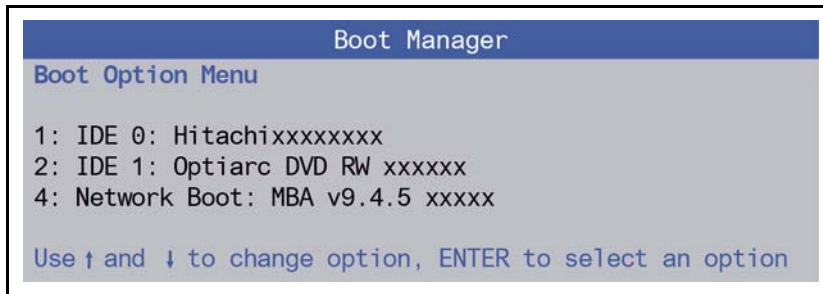 Boot Manager
Boot Option Menu
1: IDE 0: Hitachixxxxxxxx
2: IDE 1: Optiarc DVD RW xxxxxx
4: Network Boot: MBA v9.4.5 xxxxx
Use ↑ and ↓ to change option, ENTER to select an option